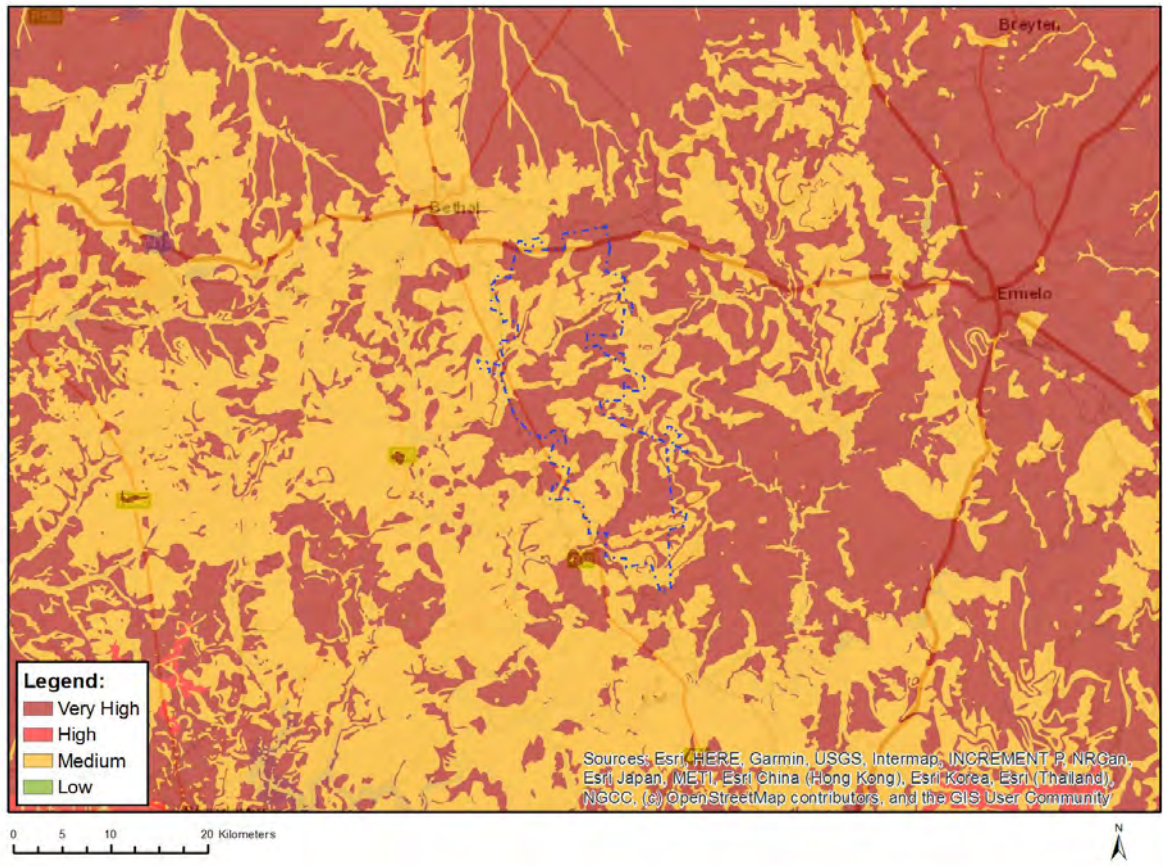 Breyten
Bethal
Ermelo
Legend:
Very High
High
Medium
Low
Sources: Esri, HERE, Garmin, USGS, Intermap, INCREMENT P, NRCan,
Esri Japan, METI, Esri China (Hong Kong), Esri Korea, Esri (Thailand),
NGCC, (c) OpenStreetMap contributors, and the GIS User Community
0 5 10 20 Kilometers
N